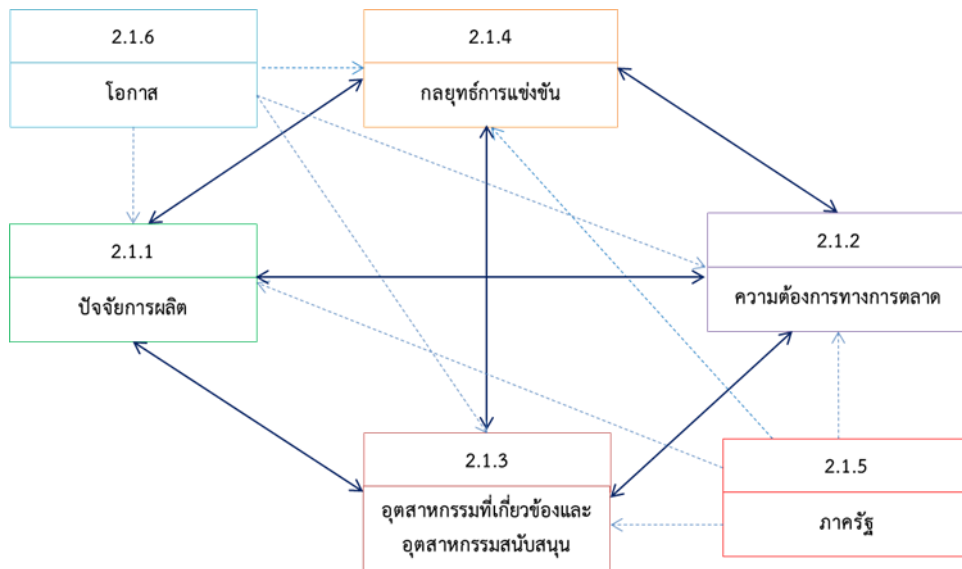 2.1.6
โอกาส
2.1.4
กลยุทธ์การแข่งขัน
2.1.1
ปัจจัยการผลิต
2.1.2
ความต้องการทางการตลาด
2.1.3
อุตสาหกรรมที่เกี่ยวข้องและ
อุตสาหกรรมสนับสนุน
2.1.5
ภาครัฐ